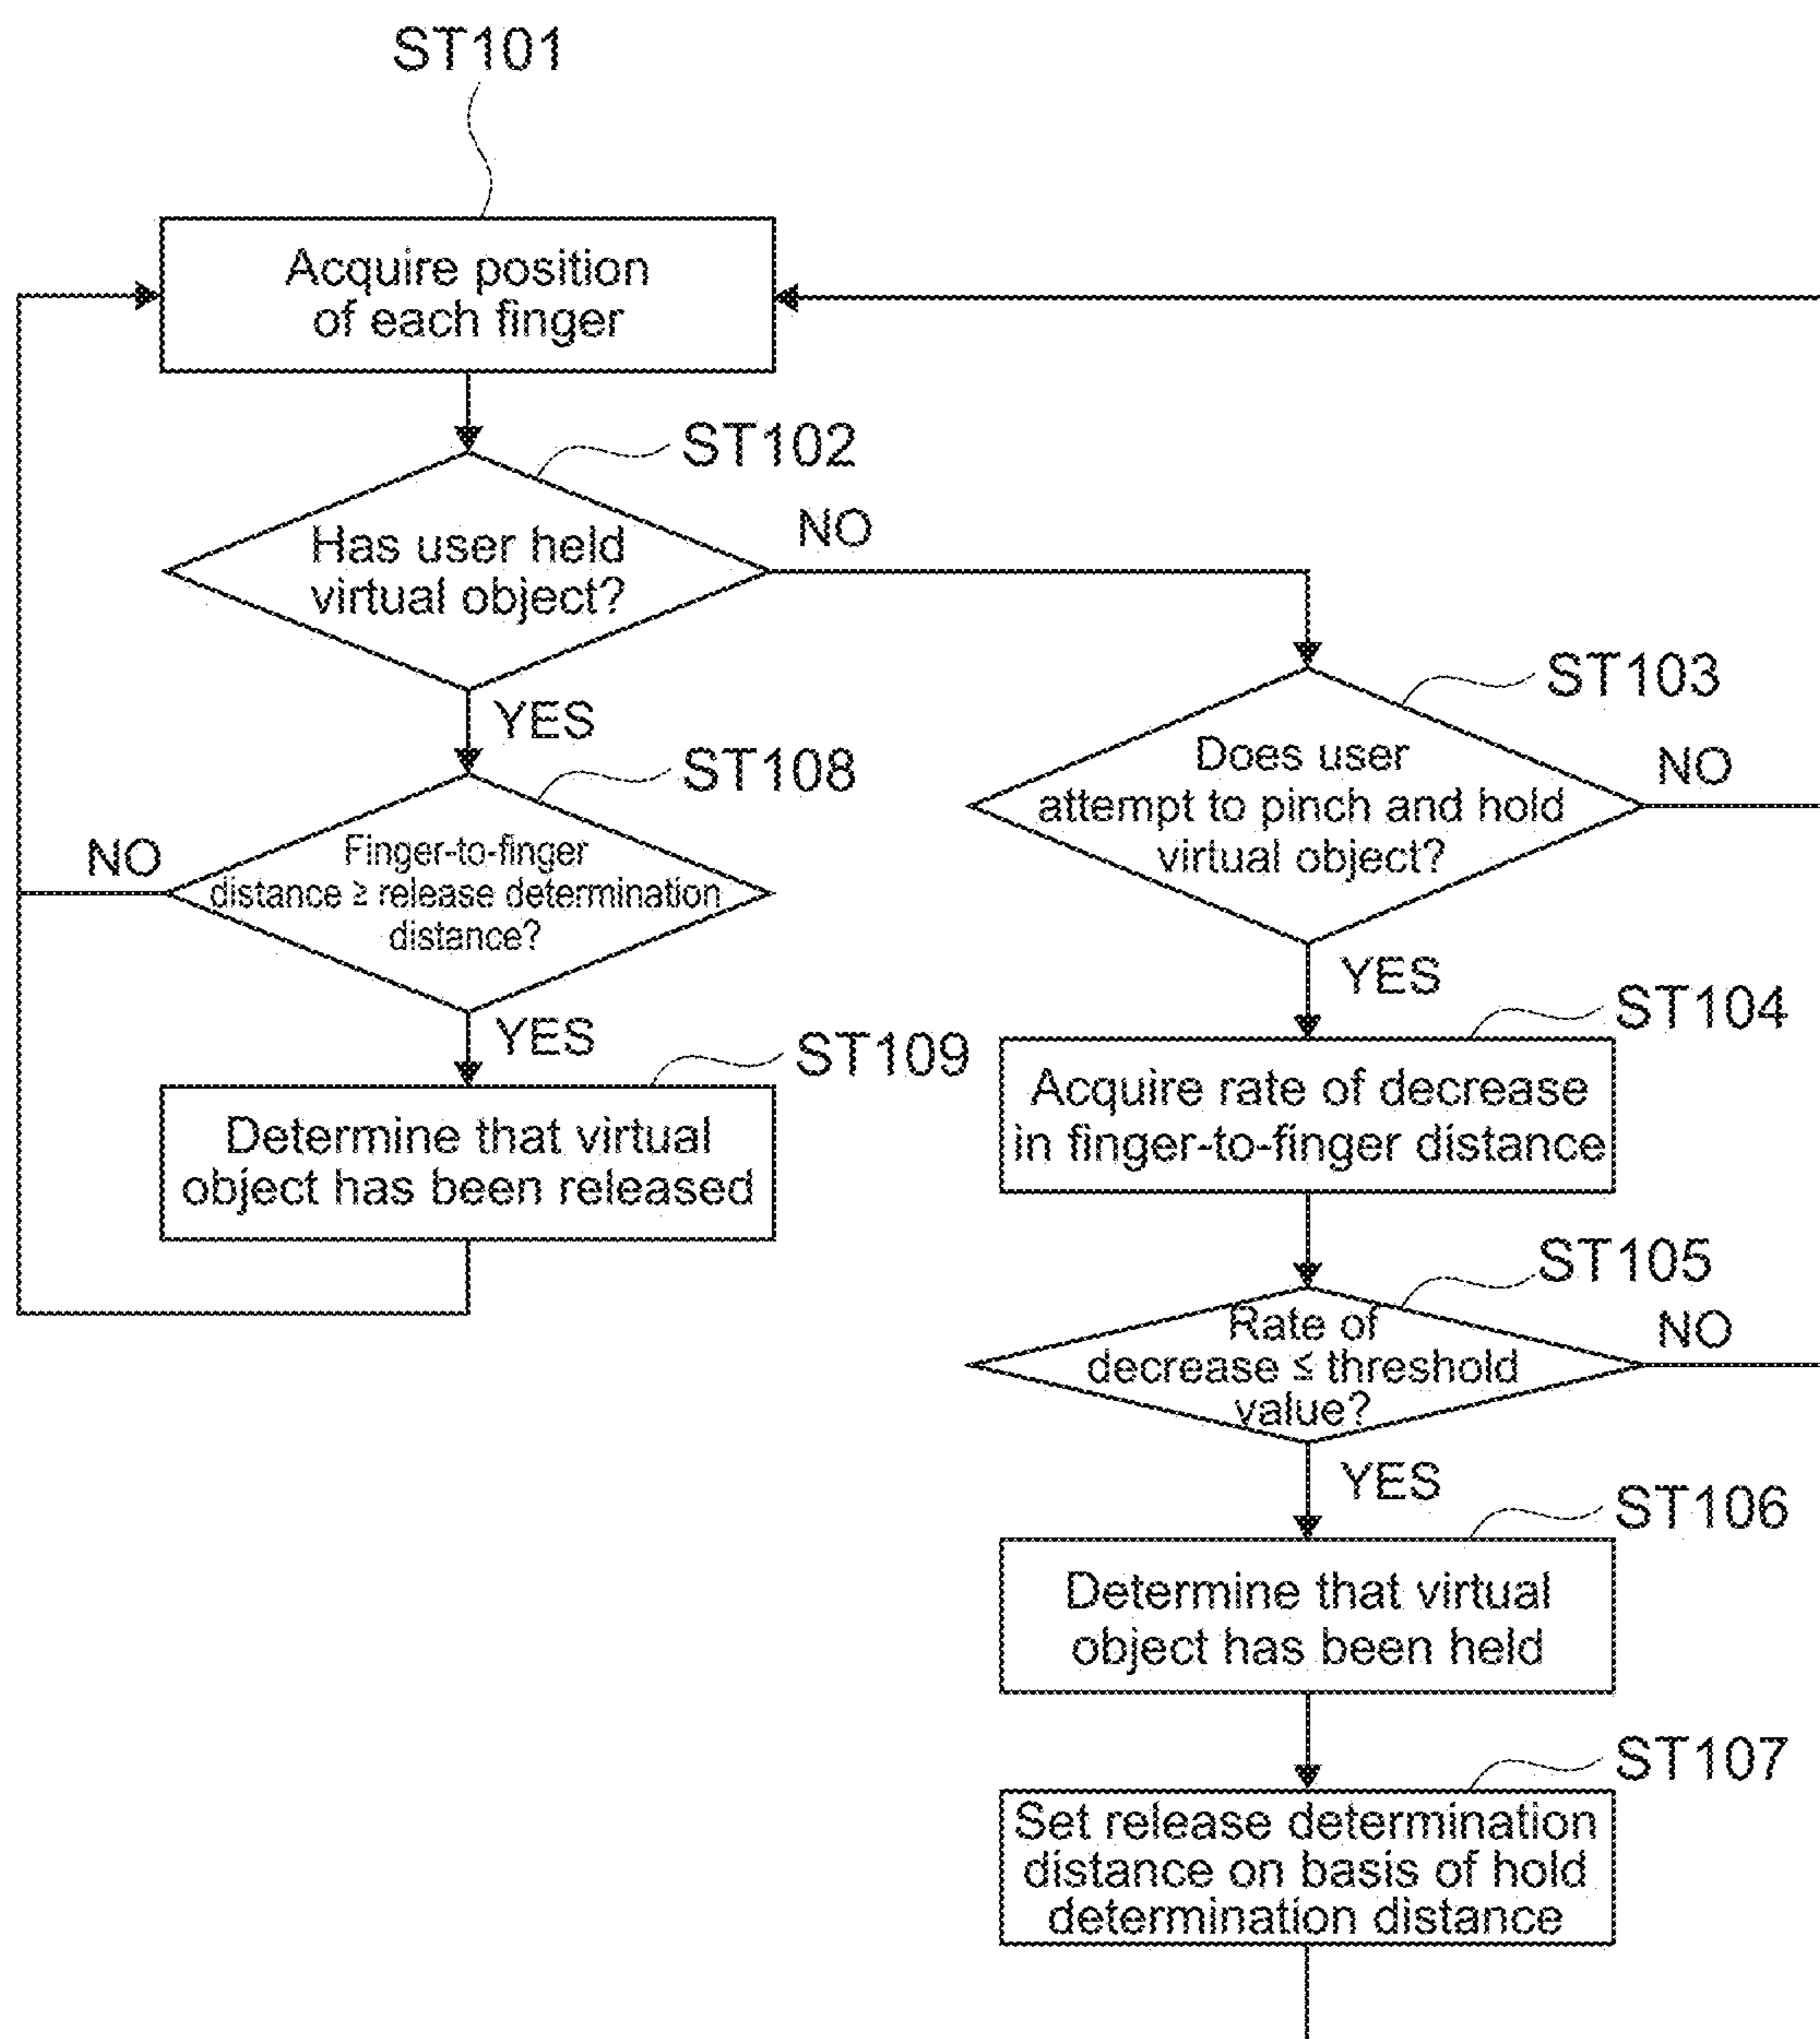 ST101
Acquire position
of each finger
ST102
Has user held
virtual object?
NO
YES
ST103
Does user
attempt to pinch and hold
virtual object?
NO
YES
ST108
Finger-to-finger
distance ≥ release determination
distance?
NO
YES
ST109
Determine that virtual
object has been released
ST104
Acquire rate of decrease
in finger-to-finger distance
ST105
Rate of
decrease ≤ threshold
value?
NO
YES
ST106
Determine that virtual
object has been held
ST107
Set release determination
distance on basis of hold
determination distance